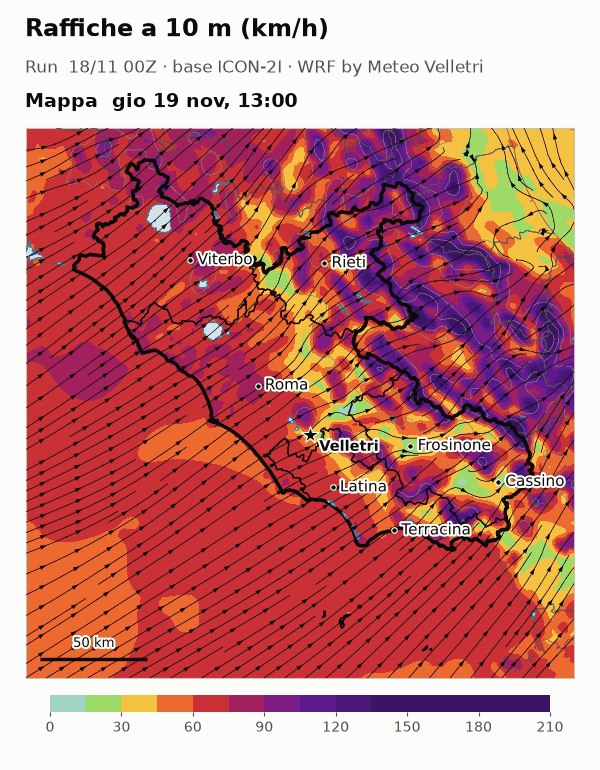 Raffiche a 10 m (km/h)
Run  18/11 00Z · base ICON-2I · WRF by Meteo Velletri
Mappa  gio 19 nov, 13:00
Viterbo
Rieti
Roma
Velletri
Frosinone
Cassino
Latina
Terracina
50 km
0 30 60 90 120 150 180 210